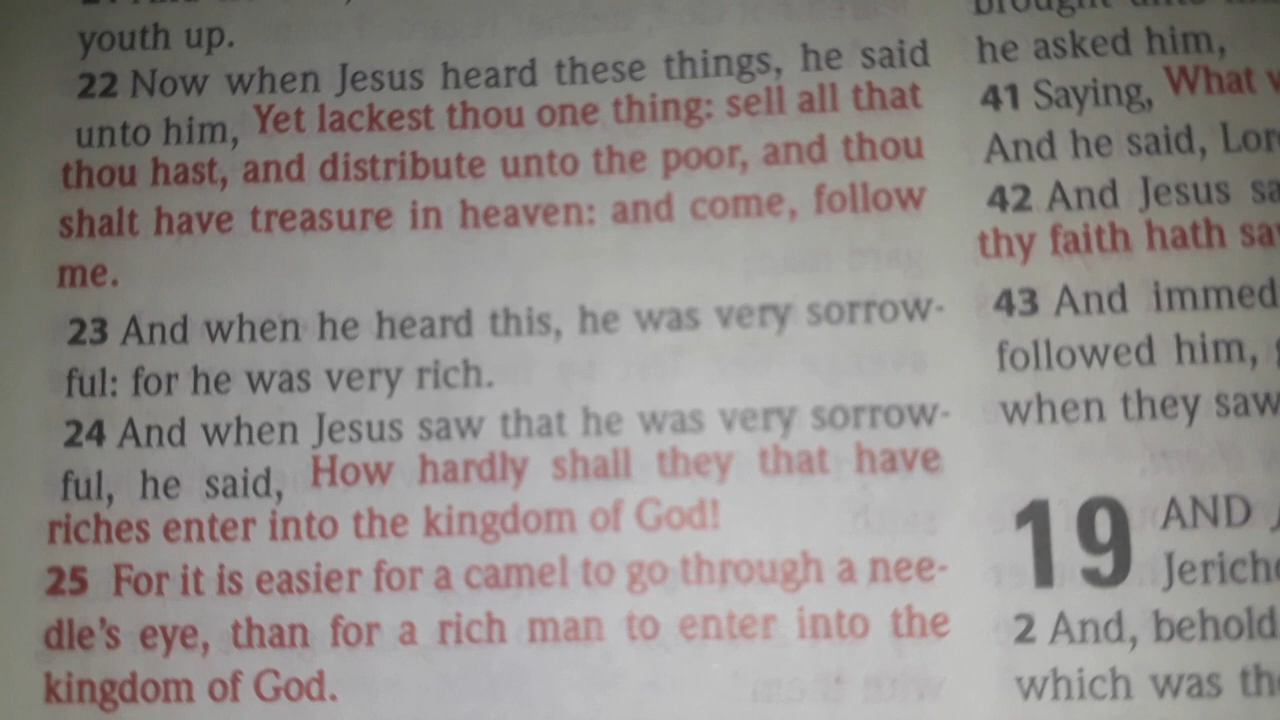 youth up.
22 Now when Jesus heard these things, he said
unto him, Yet lackest thou one thing: sell all that
thou hast, and distribute unto the poor, and thou
shalt have treasure in heaven: and come, follow
me.
23 And when he heard this, he was very sorrow-
ful: for he was very rich.
24 And when Jesus saw that he was very sorrow-
ful, he said, How hardly shall they that have
riches enter into the kingdom of God!
25 For it is easier for a camel to go through a nee-
dle's eye, than for a rich man to enter into the
kingdom of God.
he asked him,
41 Saying, What
And he said,
42 And Jesus
thy faith hath
43 And
followed him,
when they saw
19 AND
2 And, behold
which was